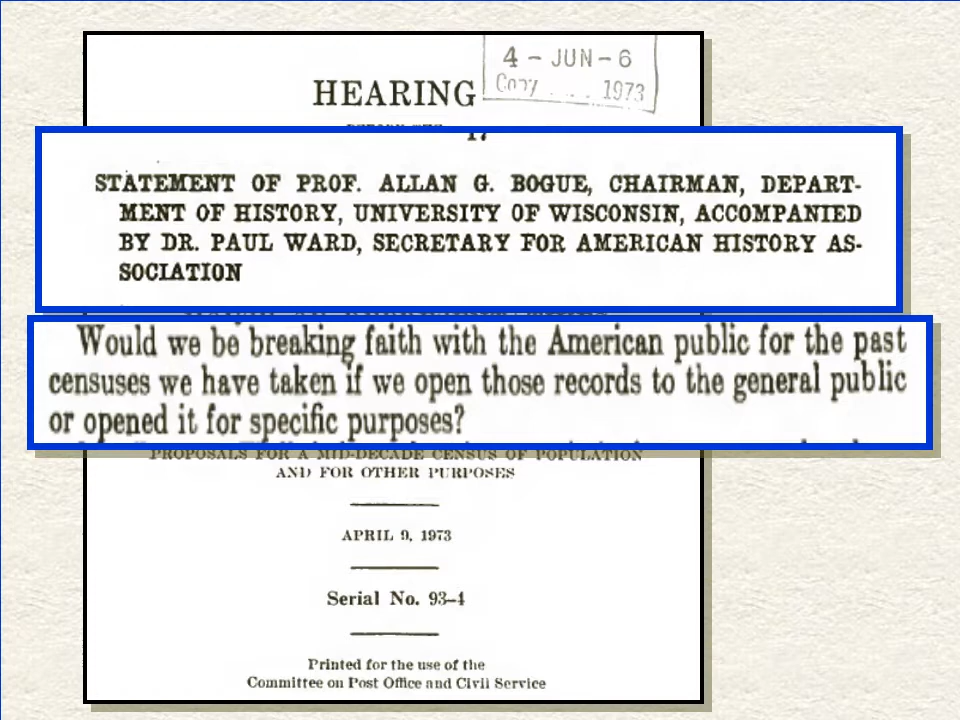 4 - JUN - 6
Copy 1973
HEARING
STATEMENT OF PROF. ALLAN G. BOGUE, CHAIRMAN, DEPART-
MENT OF HISTORY, UNIVERSITY OF WISCONSIN, ACCOMPANIED
BY DR. PAUL WARD, SECRETARY FOR AMERICAN HISTORY AS-
SOCIATION
Would we be breaking faith with the American public for the past
censuses we have taken if we open those records to the general public
or opened it for specific purposes?
PROPOSALS FOR A MID-DECADE CENSUS OF POPULATION
AND FOR OTHER PURPOSES
APRIL 9, 1973
Serial No. 93–4
Printed for the use of the
Committee on Post Office and Civil Service